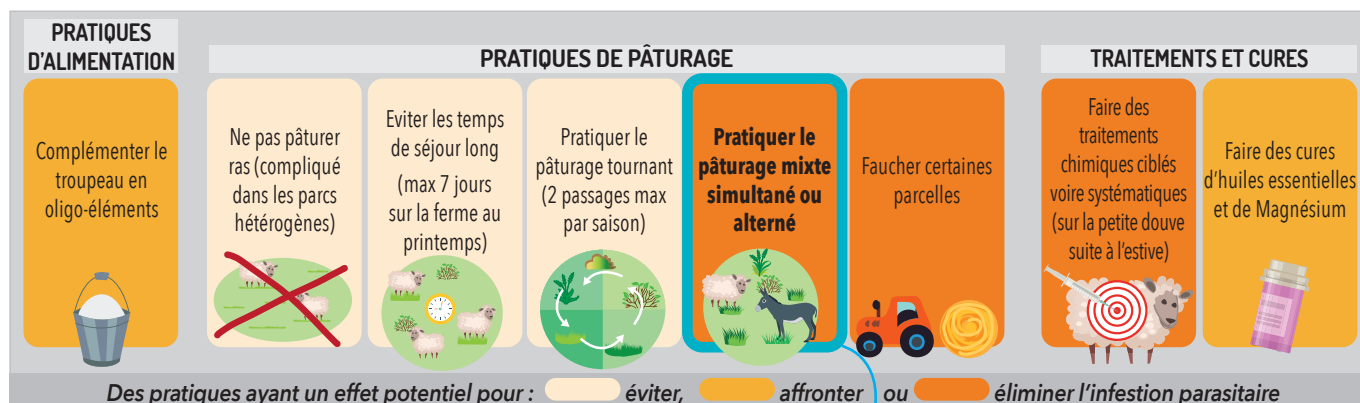 PRATIQUES
D'ALIMENTATION
Complémenter le
troupeau en
oligo-éléments
PRATIQUES DE PÂTURAGE
Ne pas pâturer
ras (compliqué
dans les parcs
hétérogènes)
Eviter les temps
de séjour long
(max 7 jours
sur la ferme au
printemps)
Pratiquer le
pâturage tournant
(2 passages max
par saison)
Pratiquer le
pâturage mixte
simultané ou
alterné
Faucher certaines
parcelles
TRAITEMENTS ET CURES
Faire des
traitements
chimiques ciblés
voire systématiques
(sur la petite douve
suite à l'estive)
Faire des cures
d'huiles essentielles
et de Magnésium
Des pratiques ayant un effet potentiel pour : éviter, affronter ou éliminer l'infestion parasitaire